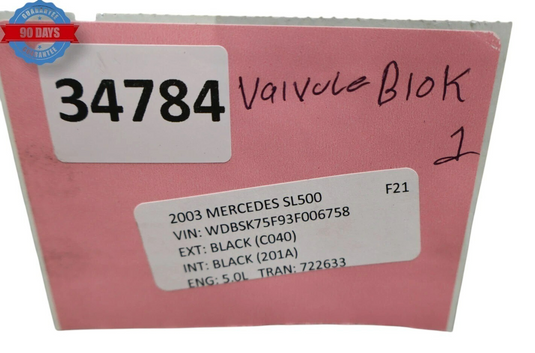 GUARANTEE
90 DAYS
34784
Valvule Blok
1
2003 MERCEDES SL500 F21
VIN: WDBSK75F93F006758
EXT: BLACK (C040)
INT: BLACK (201A)
ENG: 5.0L TRAN: 722633